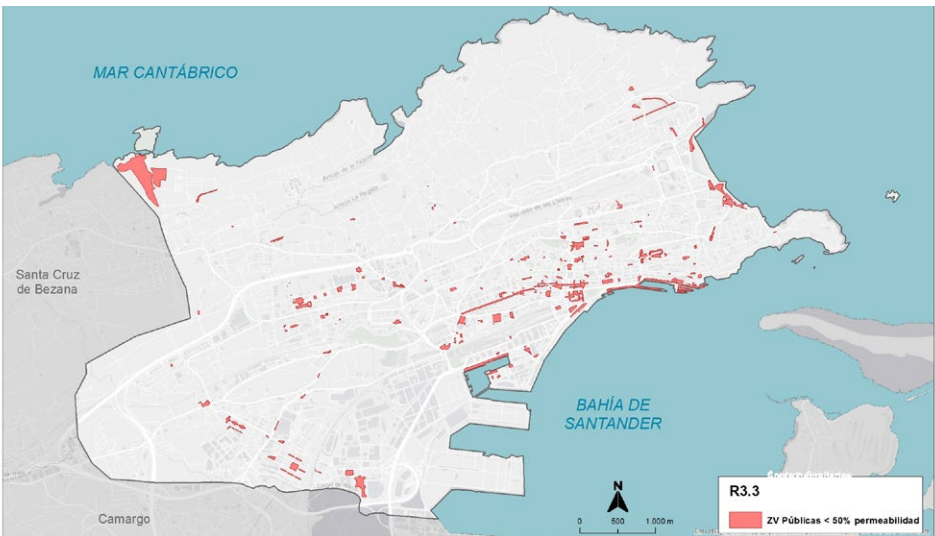 MAR CANTÁBRICO
Santa Cruz
de Bezana
BAHÍA DE
SANTANDER
Camargo
N
0 500 1.000 m
R3.3
ZV Públicas < 50% permeabilidad